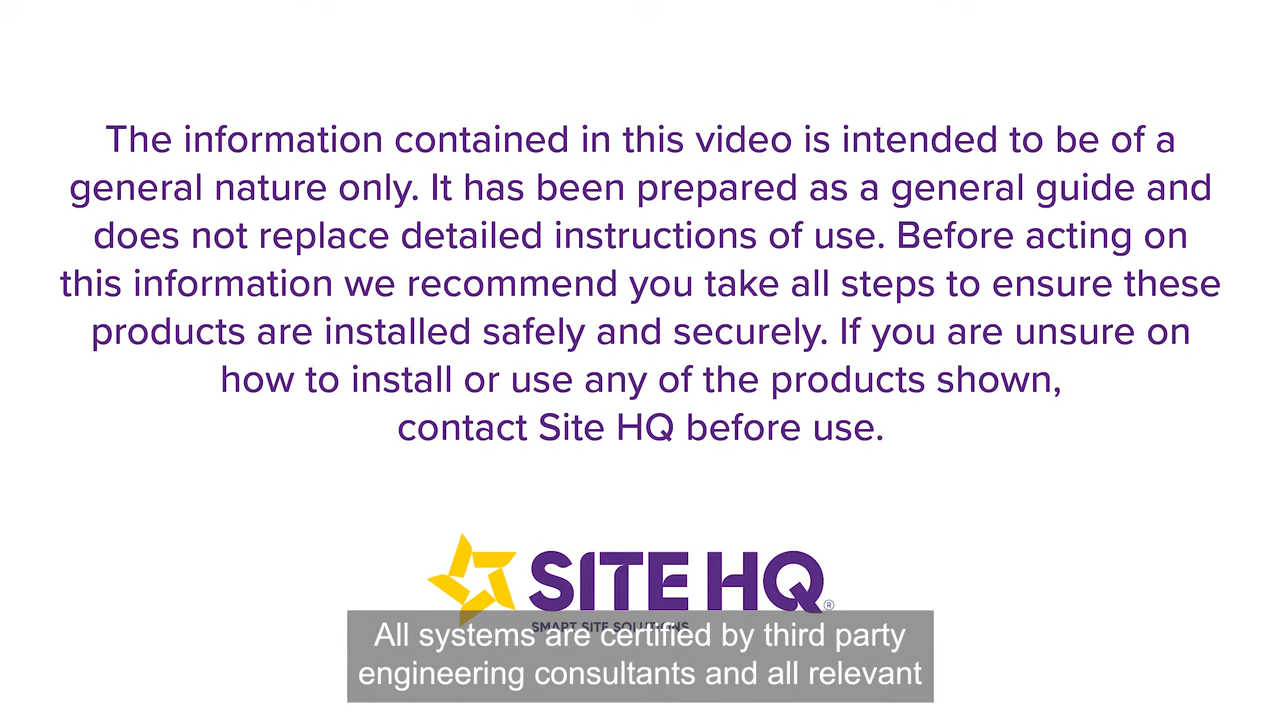 The information contained in this video is intended to be of a
general nature only. It has been prepared as a general guide and
does not replace detailed instructions of use. Before acting on
this information we recommend you take all steps to ensure these
products are installed safely and securely. If you are unsure on
how to install or use any of the products shown,
contact Site HQ before use.
SITE HQ®
SMART SITE SOLUTIONS
All systems are certified by third party
engineering consultants and all relevant